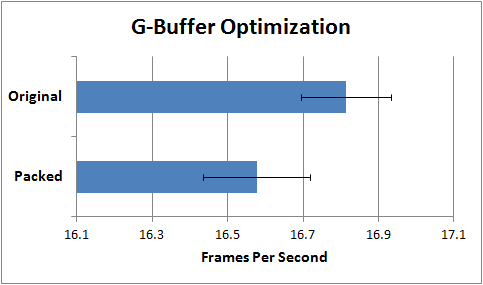 G-Buffer Optimization
Original
Packed
16.1 16.3 16.5 16.7 16.9 17.1
Frames Per Second